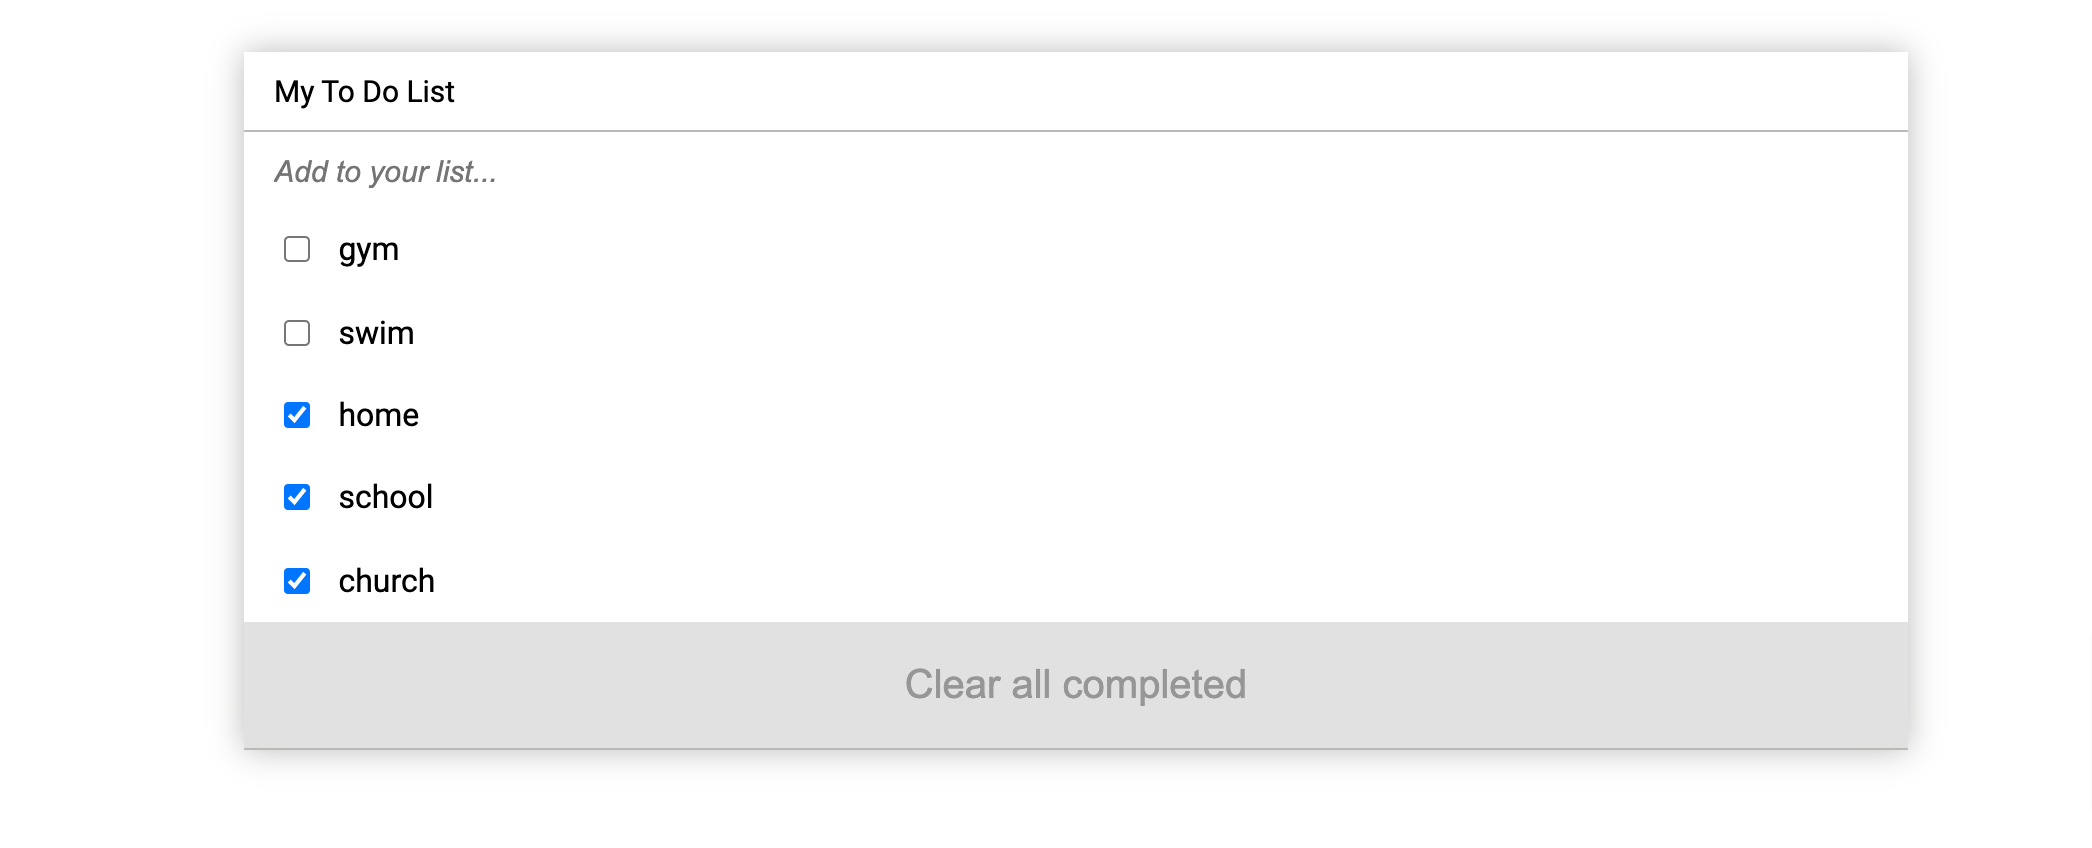 My To Do List
Add to your list...
gym
swim
home
school
church
Clear all completed